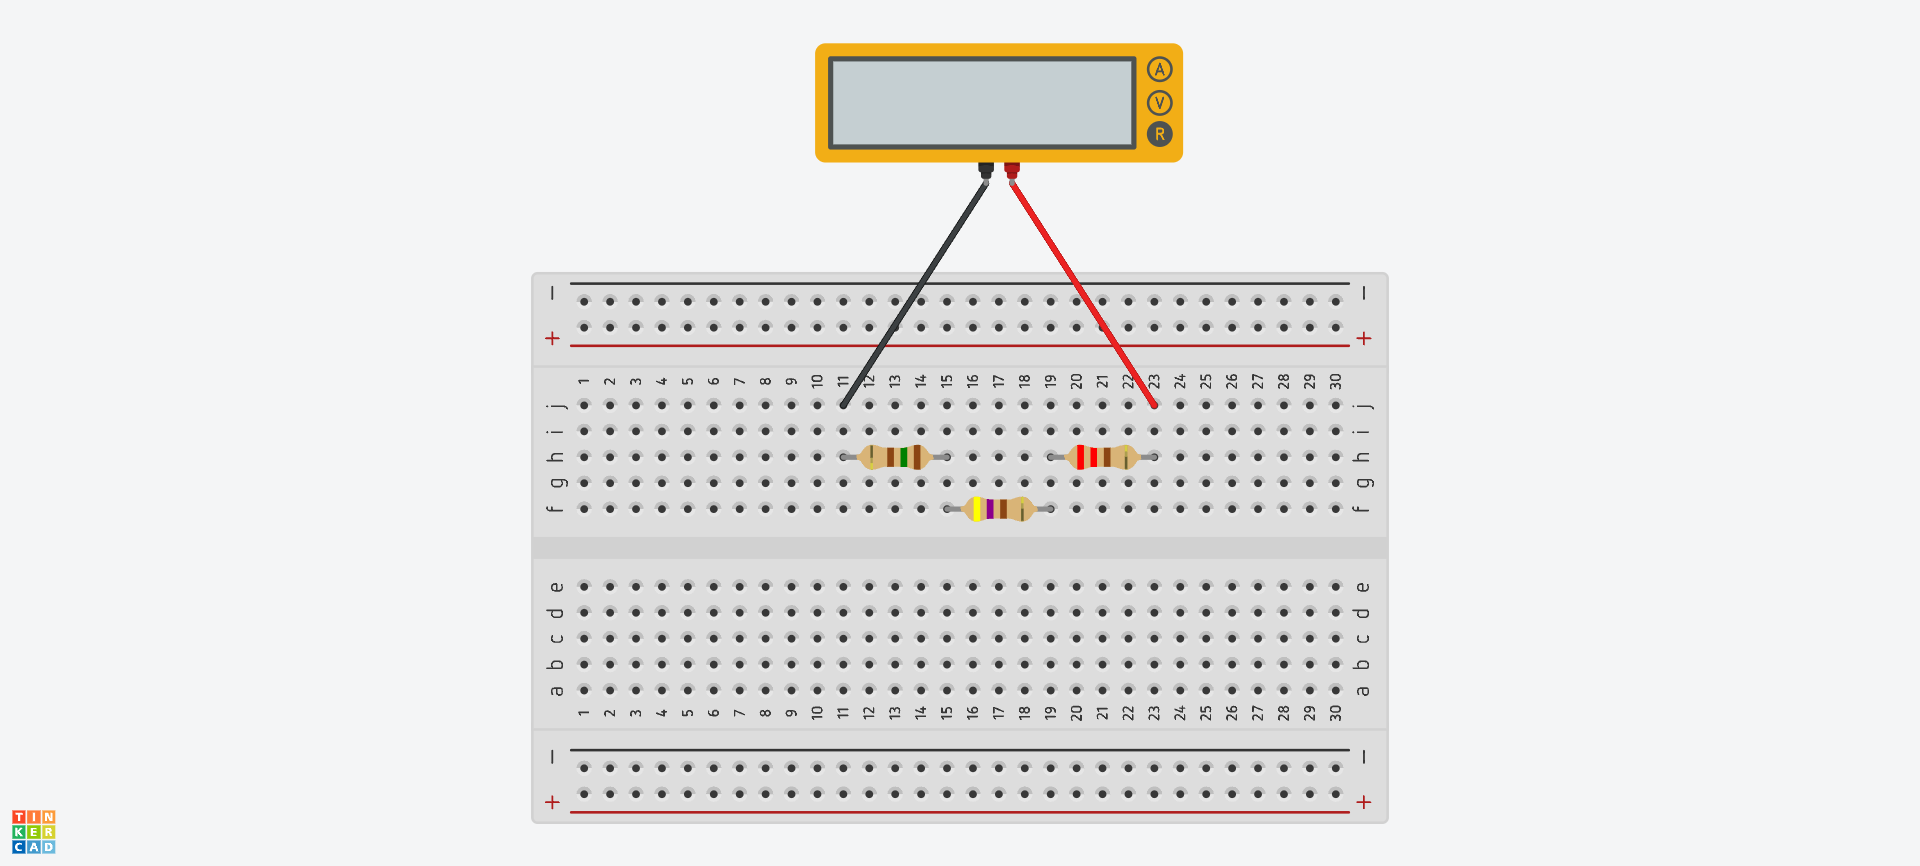 A
V
R
− −
+ +
1 2 3 4 5 6 7 8 9 10 11 12 13 14 15 16 17 18 19 20 21 22 23 24 25 26 27 28 29 30
j j
i i
h h
g g
f f
e e
d d
c c
b b
a a
1 2 3 4 5 6 7 8 9 10 11 12 13 14 15 16 17 18 19 20 21 22 23 24 25 26 27 28 29 30
− −
+ +
TIN
KER
CAD